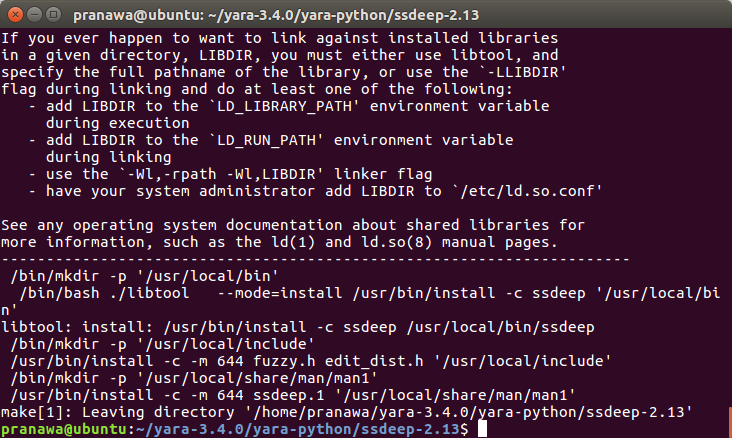 pranawa@ubuntu: ~/yara-3.4.0/yara-python/ssdeep-2.13
If you ever happen to want to link against installed libraries
in a given directory, LIBDIR, you must either use libtool, and
specify the full pathname of the library, or use the `-LLIBDIR'
flag during linking and do at least one of the following:
   - add LIBDIR to the `LD_LIBRARY_PATH' environment variable
     during execution
   - add LIBDIR to the `LD_RUN_PATH' environment variable
     during linking
   - use the `-Wl,-rpath -Wl,LIBDIR' linker flag
   - have your system administrator add LIBDIR to `/etc/ld.so.conf'

See any operating system documentation about shared libraries for
more information, such as the ld(1) and ld.so(8) manual pages.
----------------------------------------------------------------------
 /bin/mkdir -p '/usr/local/bin'
  /bin/bash ./libtool   --mode=install /usr/bin/install -c ssdeep '/usr/local/bi
n'
libtool: install: /usr/bin/install -c ssdeep /usr/local/bin/ssdeep
 /bin/mkdir -p '/usr/local/include'
 /usr/bin/install -c -m 644 fuzzy.h edit_dist.h '/usr/local/include'
 /bin/mkdir -p '/usr/local/share/man/man1'
 /usr/bin/install -c -m 644 ssdeep.1 '/usr/local/share/man/man1'
make[1]: Leaving directory '/home/pranawa/yara-3.4.0/yara-python/ssdeep-2.13'
pranawa@ubuntu:~/yara-3.4.0/yara-python/ssdeep-2.13$